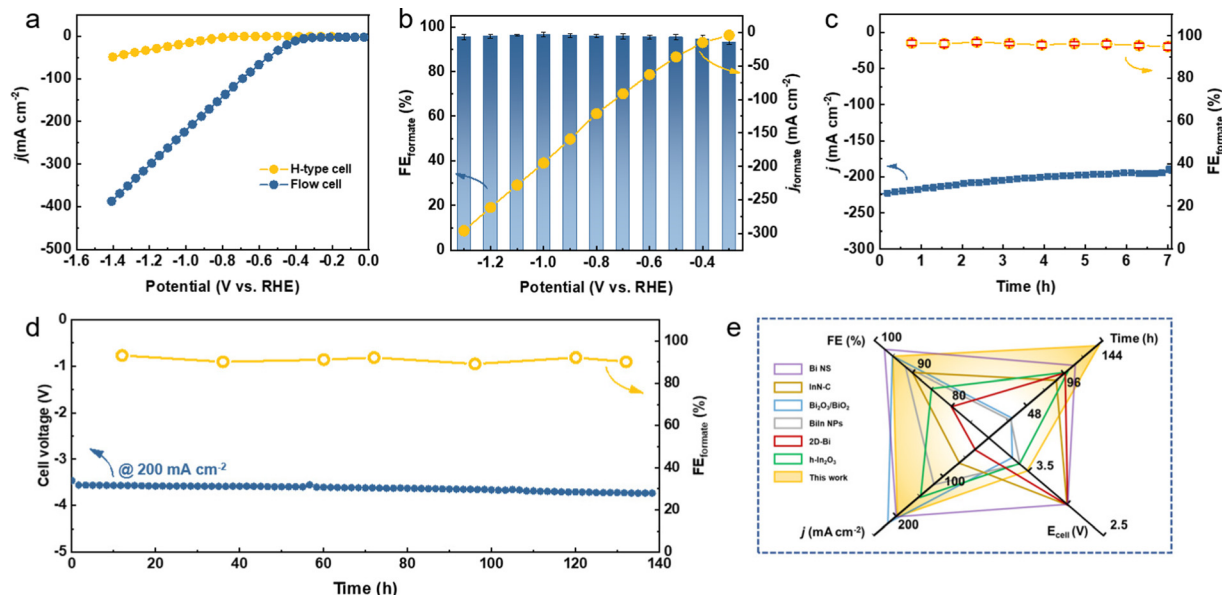 a
0
-100
-200
-300
-400
-500
j(mA cm-2)
H-type cell
Flow cell
-1.6 -1.4 -1.2 -1.0 -0.8 -0.6 -0.4 -0.2 0.0
Potential (V vs. RHE)
b
100
80
60
40
20
0
FEformate (%)
0
-50
-100
-150
-200
-250
-300
jformate (mA cm-2)
-1.2 -1.0 -0.8 -0.6 -0.4
Potential (V vs. RHE)
c
0
-50
-100
-150
-200
-250
-300
j (mA cm-2)
100
80
60
40
20
0
FEformate (%)
0 1 2 3 4 5 6 7
Time (h)
d
0
-1
-2
-3
-4
-5
Cell voltage (V)
@ 200 mA cm-2
100
80
60
40
20
0
FEformate (%)
0 20 40 60 80 100 120 140
Time (h)
e
Bi NS
InN-C
Bi2O3/BiO2
BiIn NPs
2D-Bi
h-In2O3
This work
FE (%)
100
90
80
Time (h)
144
96
48
100
200
j (mA cm-2)
3.5
2.5
Ecell (V)